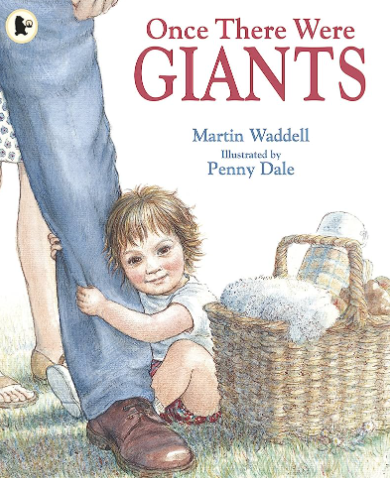 Once There Were
GIANTS
Martin Waddell
Illustrated by
Penny Dale